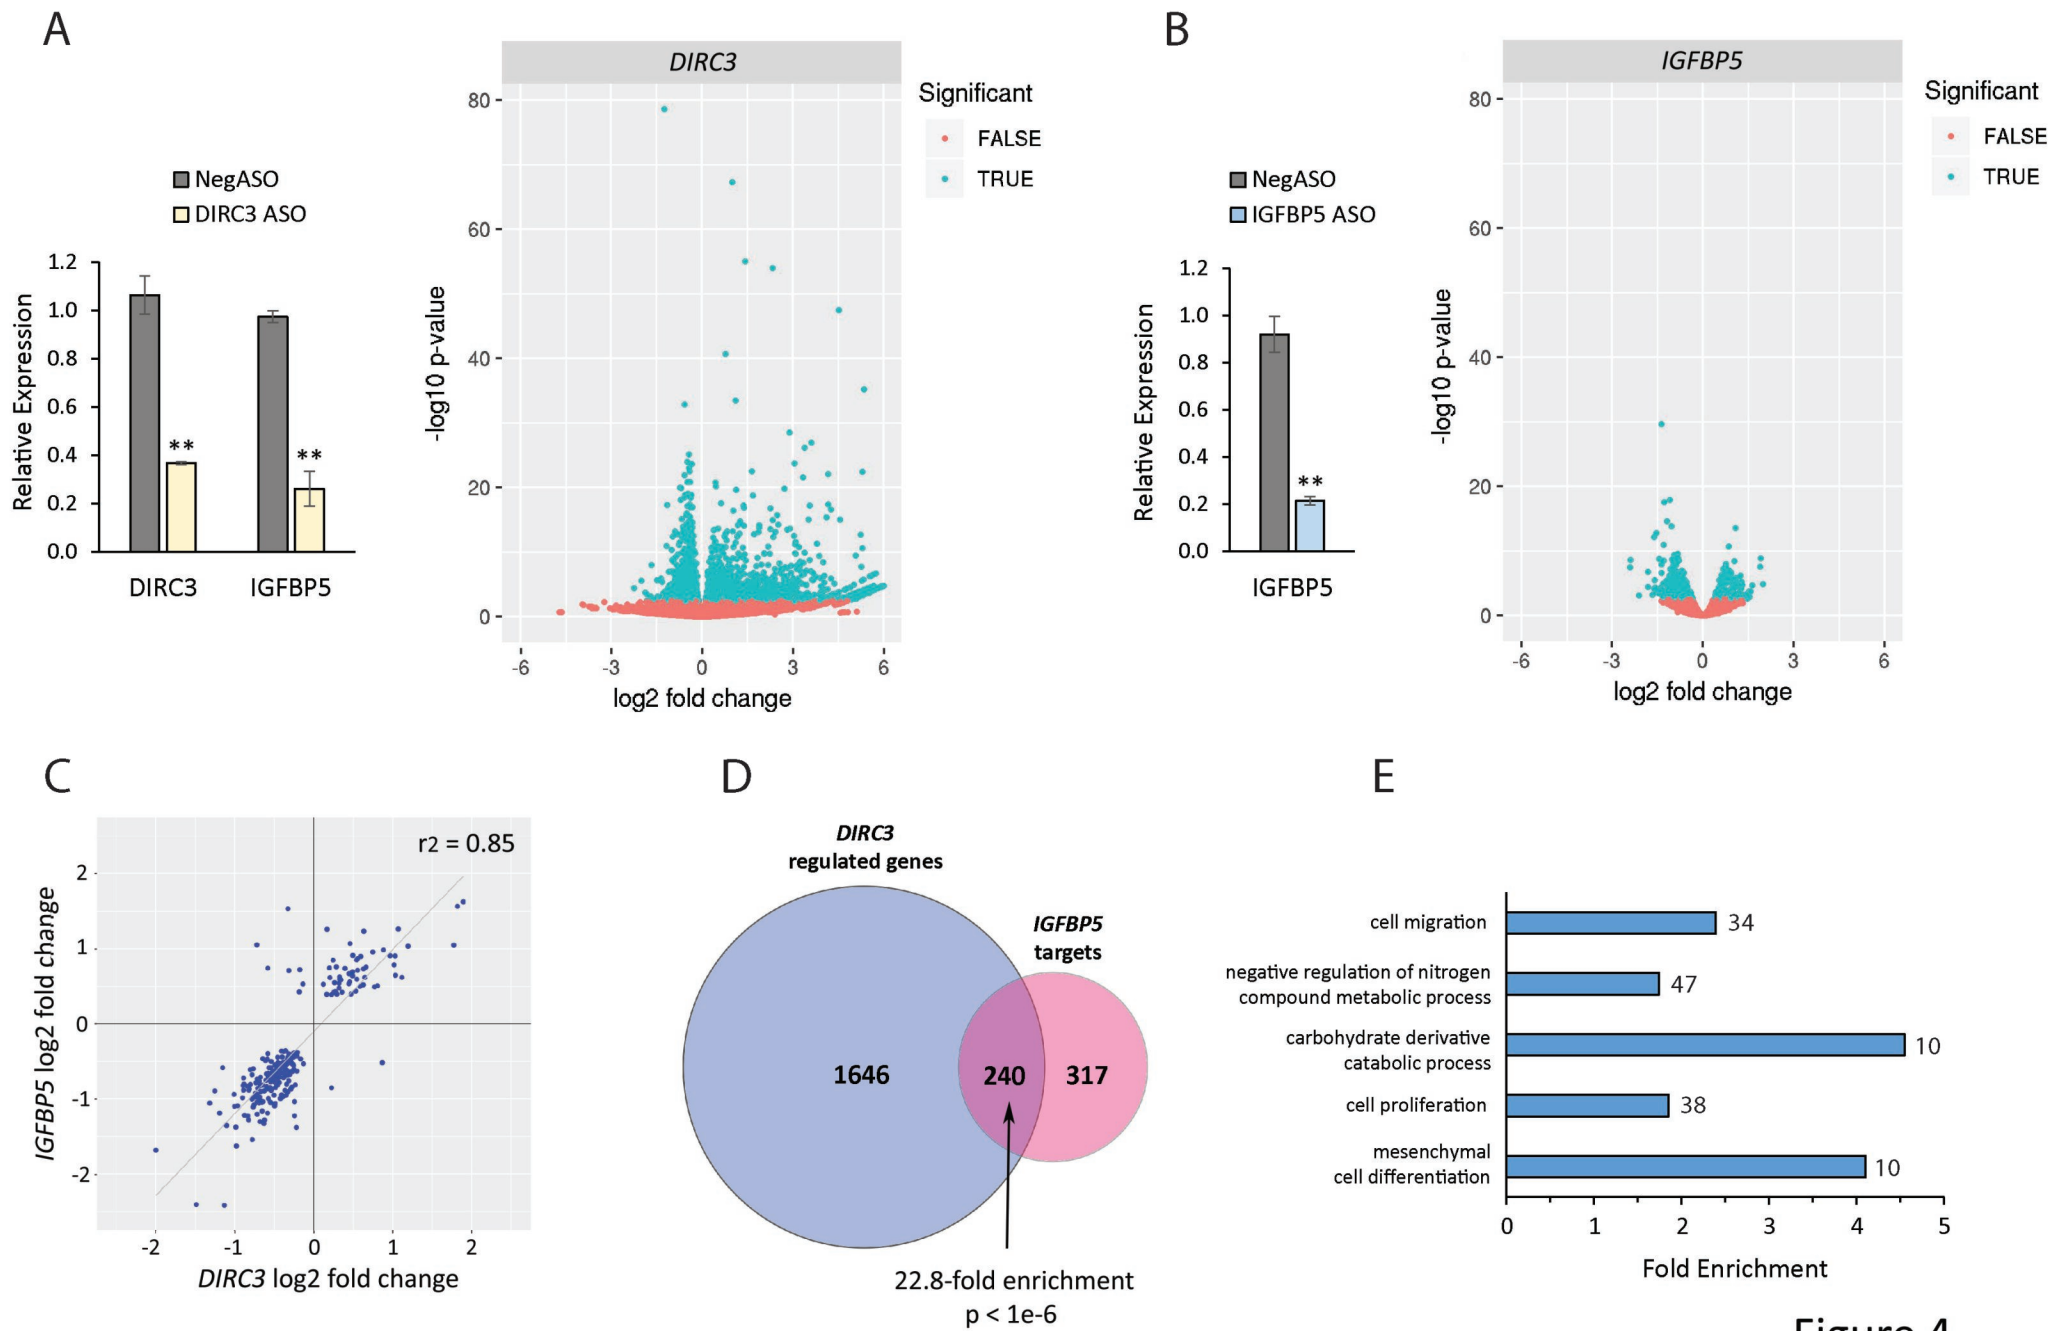 A
DIRC3
Significant
FALSE
TRUE
NegASO
DIRC3 ASO
1.2
1.0
0.8
0.6
0.4
0.2
0.0
Relative Expression
**
**
DIRC3
IGFBP5
80
60
40
20
0
-log10 p-value
-6
-3
0
3
6
log2 fold change
B
IGFBP5
Significant
FALSE
TRUE
NegASO
IGFBP5 ASO
1.2
1.0
0.8
0.6
0.4
0.2
0.0
Relative Expression
**
IGFBP5
80
60
40
20
0
-log10 p-value
-6
-3
0
3
6
log2 fold change
C
r2 = 0.85
2
1
0
-1
-2
IGFBP5 log2 fold change
-2
-1
0
1
2
DIRC3 log2 fold change
D
DIRC3
regulated genes
IGFBP5
targets
1646
240
317
22.8-fold enrichment
p < 1e-6
E
cell migration
34
negative regulation of nitrogen
compound metabolic process
47
carbohydrate derivative
catabolic process
10
cell proliferation
38
mesenchymal
cell differentiation
10
0
1
2
3
4
5
Fold Enrichment
Figure 4